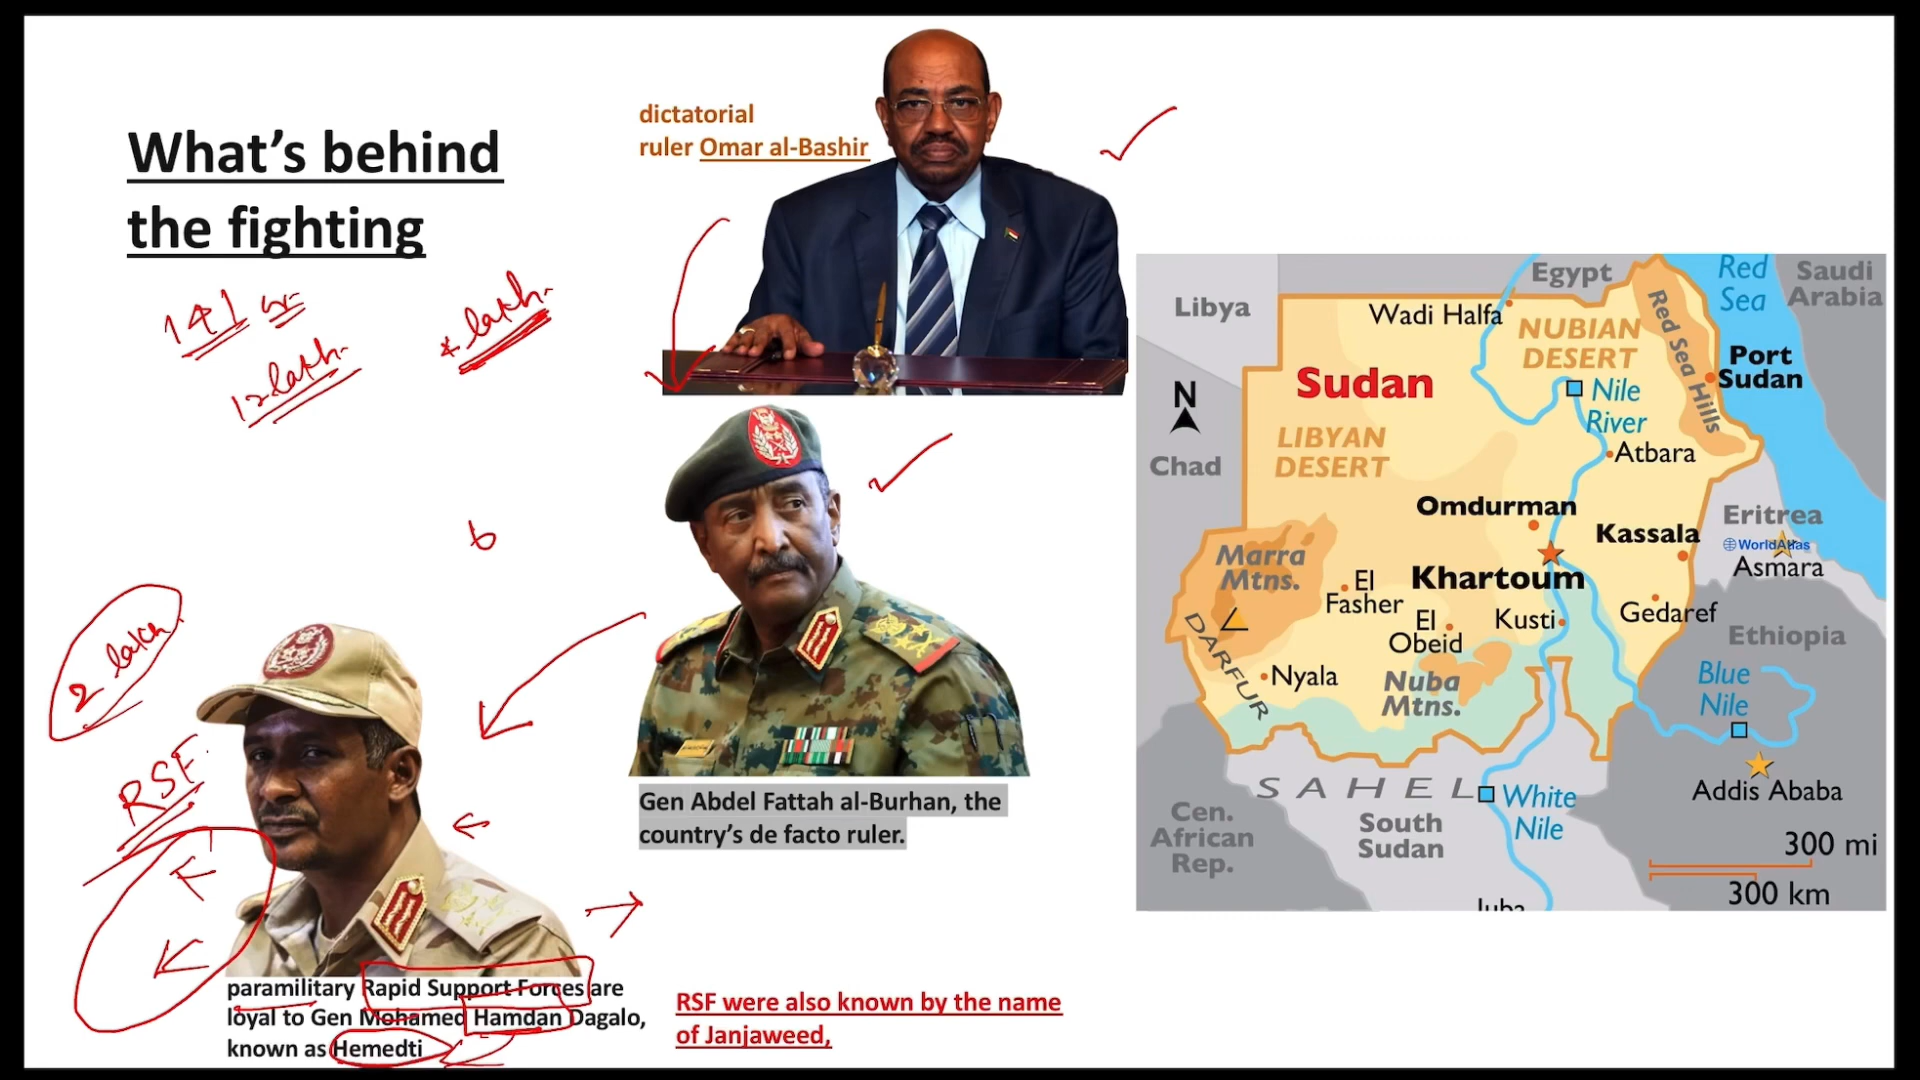 What's behind
the fighting
141 cr
12 lakh.
lakh.
dictatorial
ruler Omar al-Bashir
6
2 lakh
RSF
Gen Abdel Fattah al-Burhan, the
country's de facto ruler.
paramilitary Rapid Support Forces are
loyal to Gen Mohamed Hamdan Dagalo,
known as Hemedti
RSF were also known by the name
of Janjaweed,
Libya
Egypt
Red
Sea
Saudi
Arabia
Wadi Halfa
NUBIAN
DESERT
Red Sea Hills
Port
Sudan
Sudan
N
Nile
River
LIBYAN
DESERT
Chad
Atbara
Omdurman
Kassala
Eritrea
WorldAtlas
Asmara
Marra
Mtns.
El
Fasher
Khartoum
El
Obeid
Kusti
Gedaref
Ethiopia
DARFUR
Nyala
Nuba
Mtns.
Blue
Nile
SAHEL
White
Nile
Addis Ababa
Cen.
African
Rep.
South
Sudan
300 mi
300 km
Juba